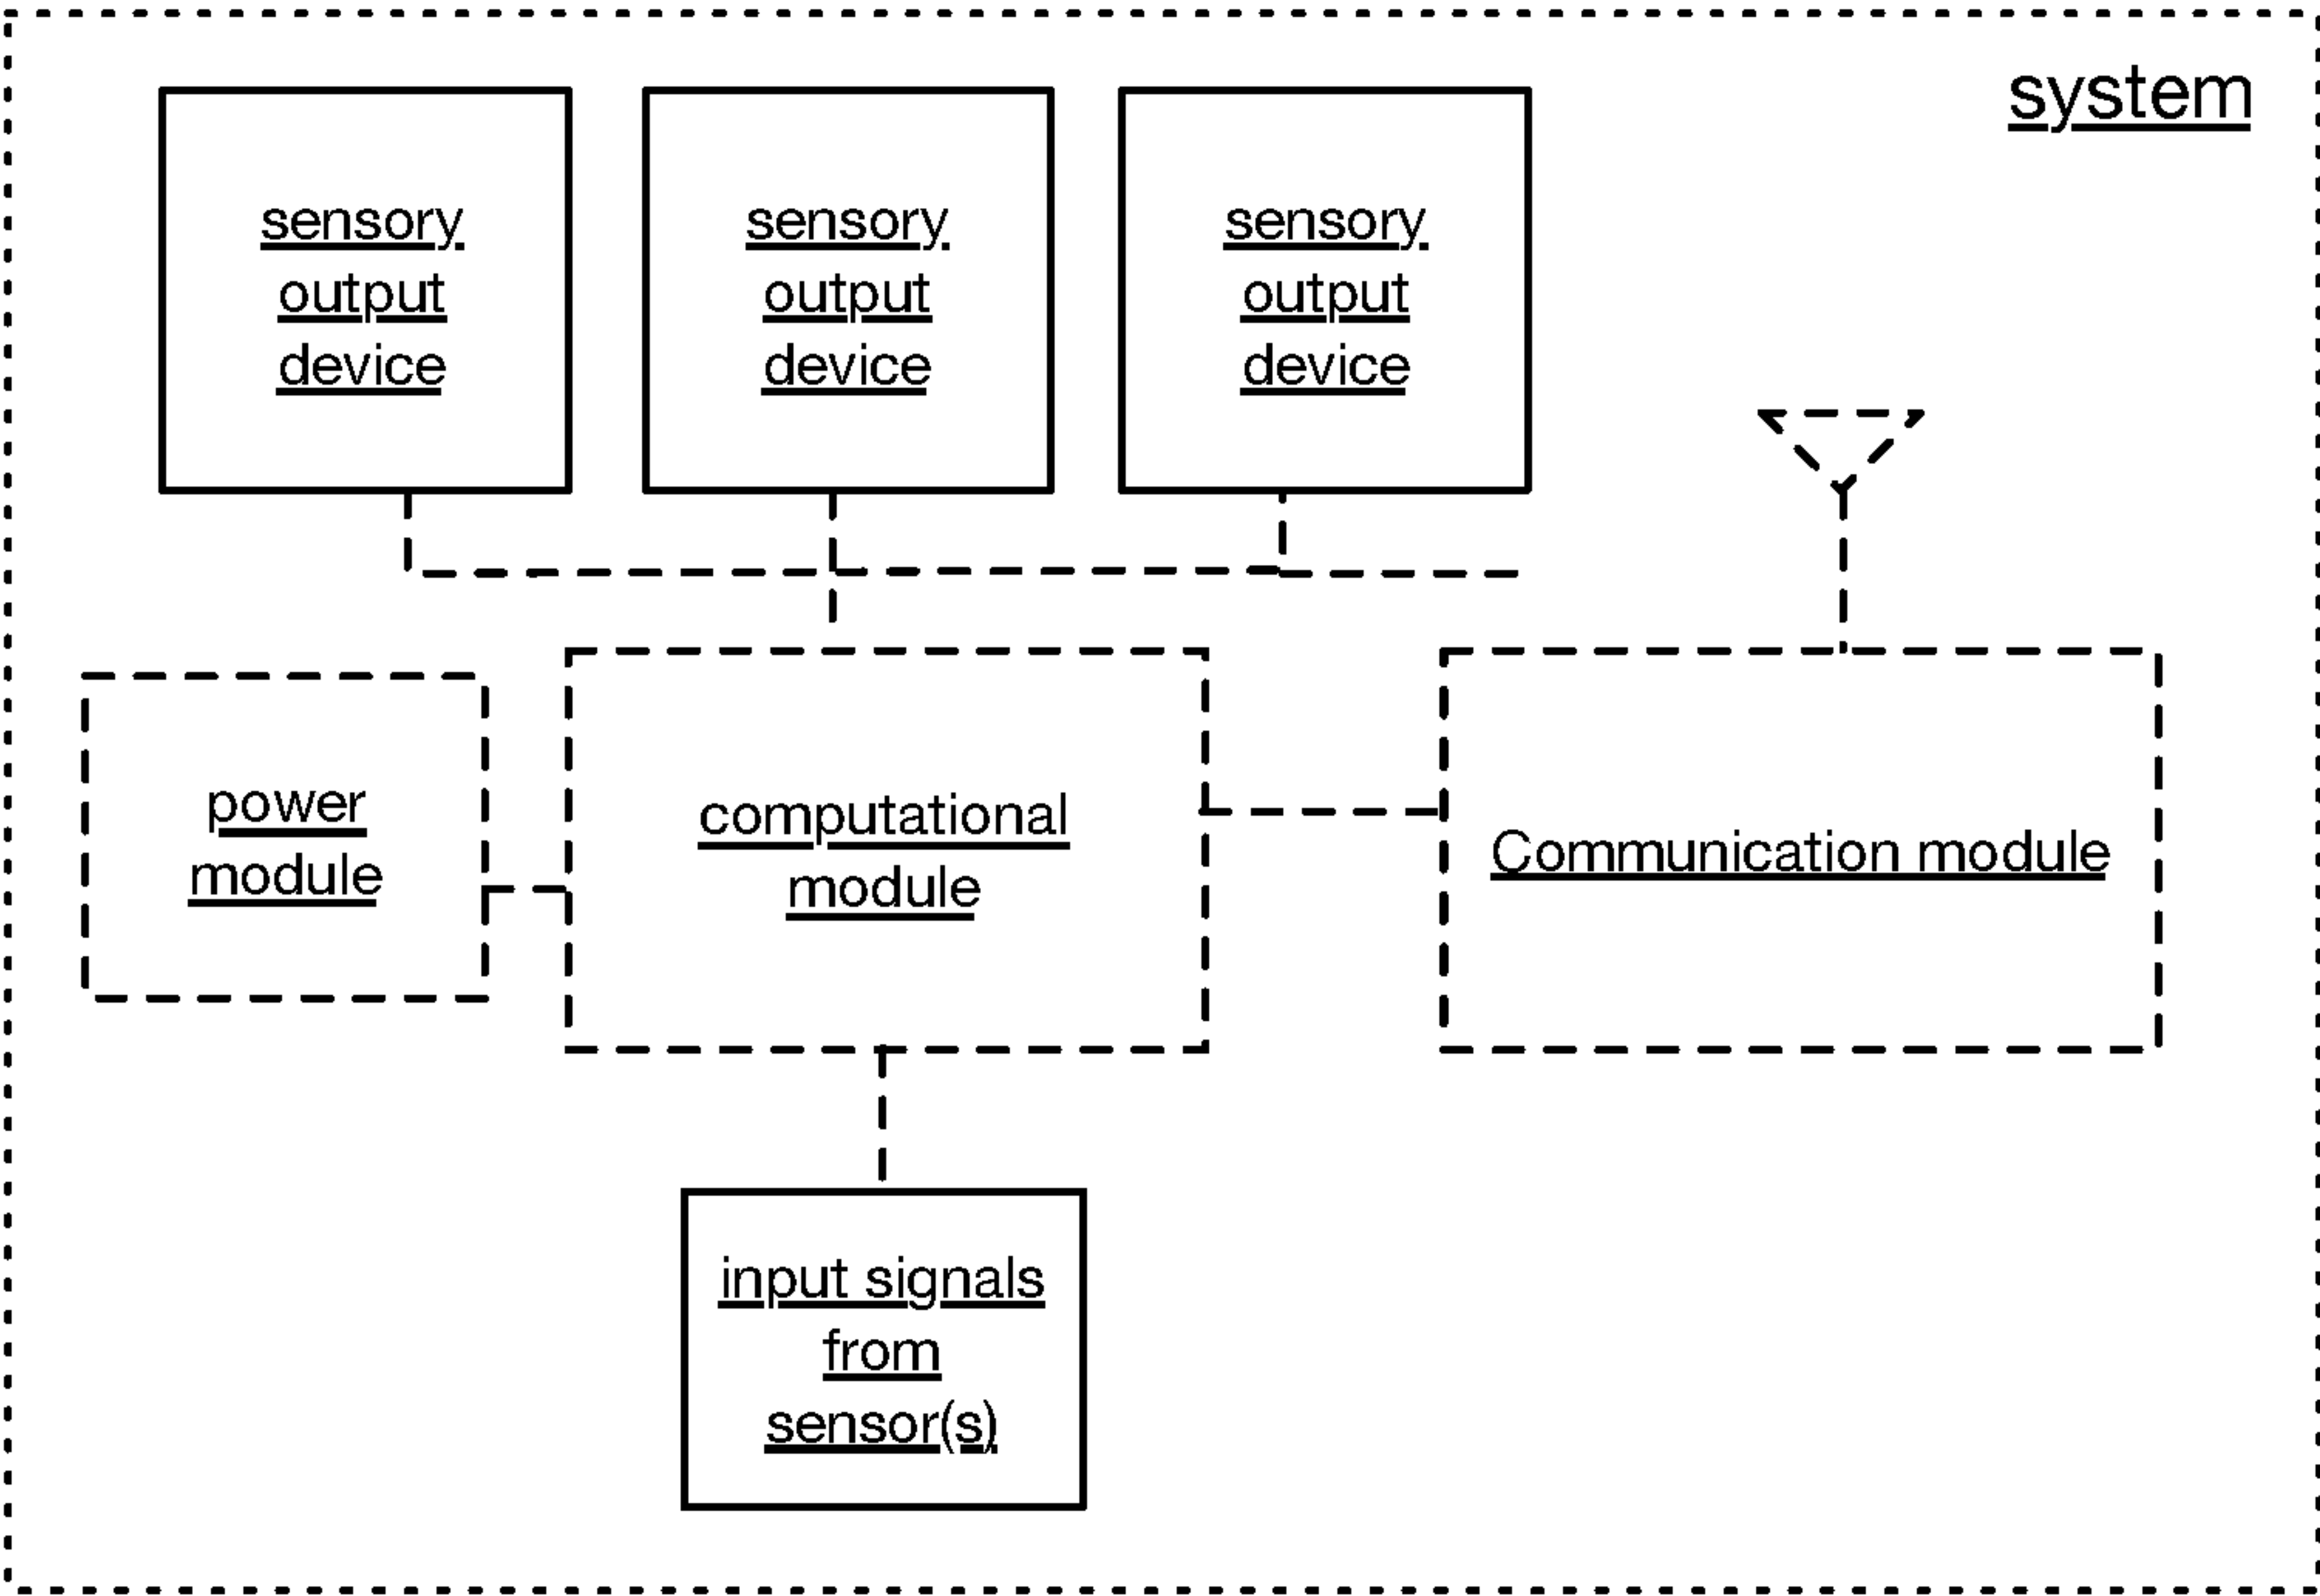 system
sensory
output
device
sensory
output
device
sensory
output
device
power
module
computational
module
Communication module
input signals
from
sensor(s)